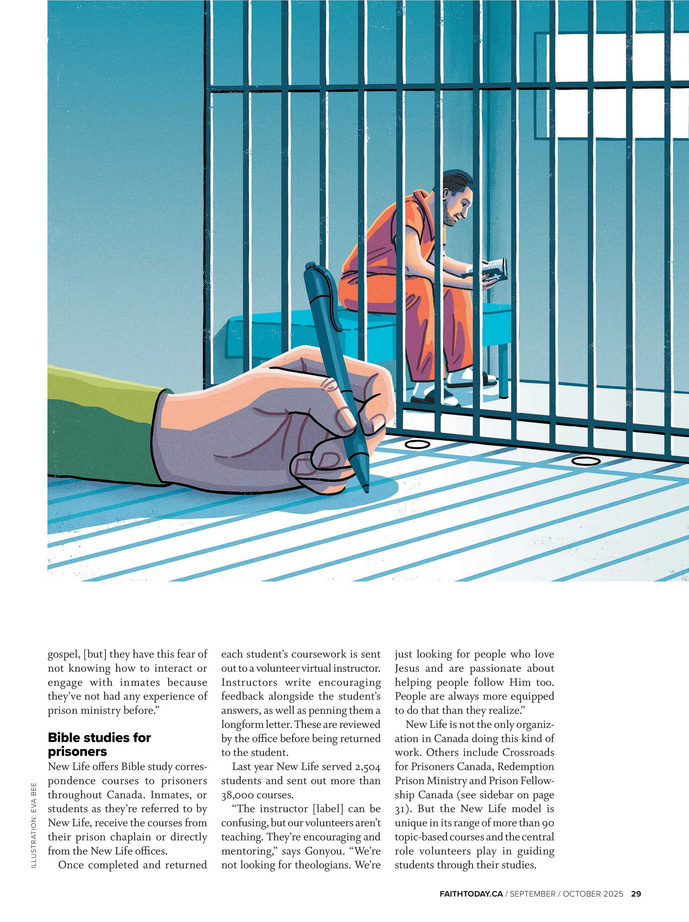 gospel, [but] they have this fear of
not knowing how to interact or
engage with inmates because
they’ve not had any experience of
prison ministry before.”
Bible studies for
prisoners
New Life offers Bible study corres-
pondence courses to prisoners
throughout Canada. Inmates, or
students as they’re referred to by
New Life, receive the courses from
their prison chaplain or directly
from the New Life offices.
Once completed and returned
each student’s coursework is sent
out to a volunteer virtual instructor.
Instructors write encouraging
feedback alongside the student’s
answers, as well as penning them a
longform letter. These are reviewed
by the office before being returned
to the student.
Last year New Life served 2,504
students and sent out more than
38,000 courses.
“The instructor [label] can be
confusing, but our volunteers aren’t
teaching. They’re encouraging and
mentoring,” says Gonyou. “We’re
not looking for theologians. We’re
just looking for people who love
Jesus and are passionate about
helping people follow Him too.
People are always more equipped
to do that than they realize.”
New Life is not the only organiz-
ation in Canada doing this kind of
work. Others include Crossroads
for Prisoners Canada, Redemption
Prison Ministry and Prison Fellow-
ship Canada (see sidebar on page
31). But the New Life model is
unique in its range of more than 90
topic-based courses and the central
role volunteers play in guiding
students through their studies.
ILLUSTRATION: EVA BEE
FAITHTODAY.CA / SEPTEMBER / OCTOBER 2025 29